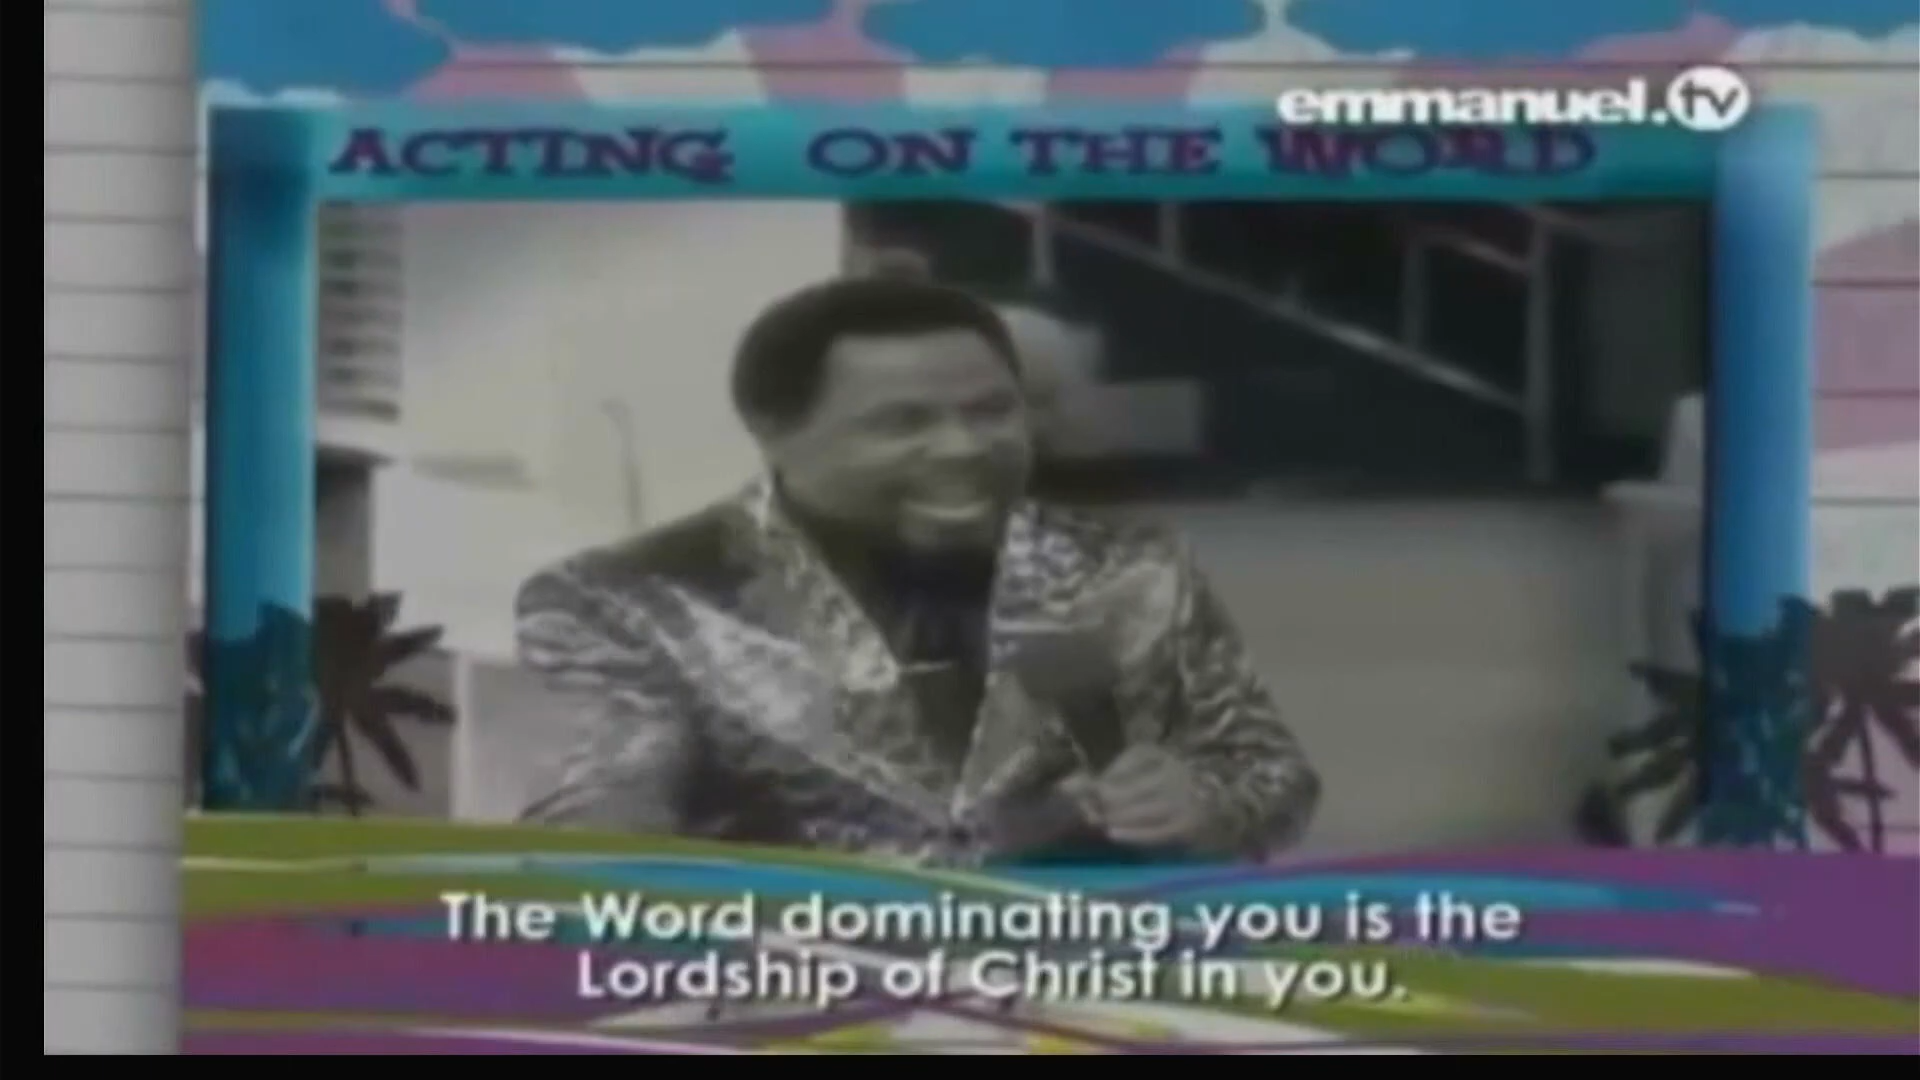 emmanuel.tv
ACTING ON THE WORD
The Word dominating you is the
Lordship of Christ in you.